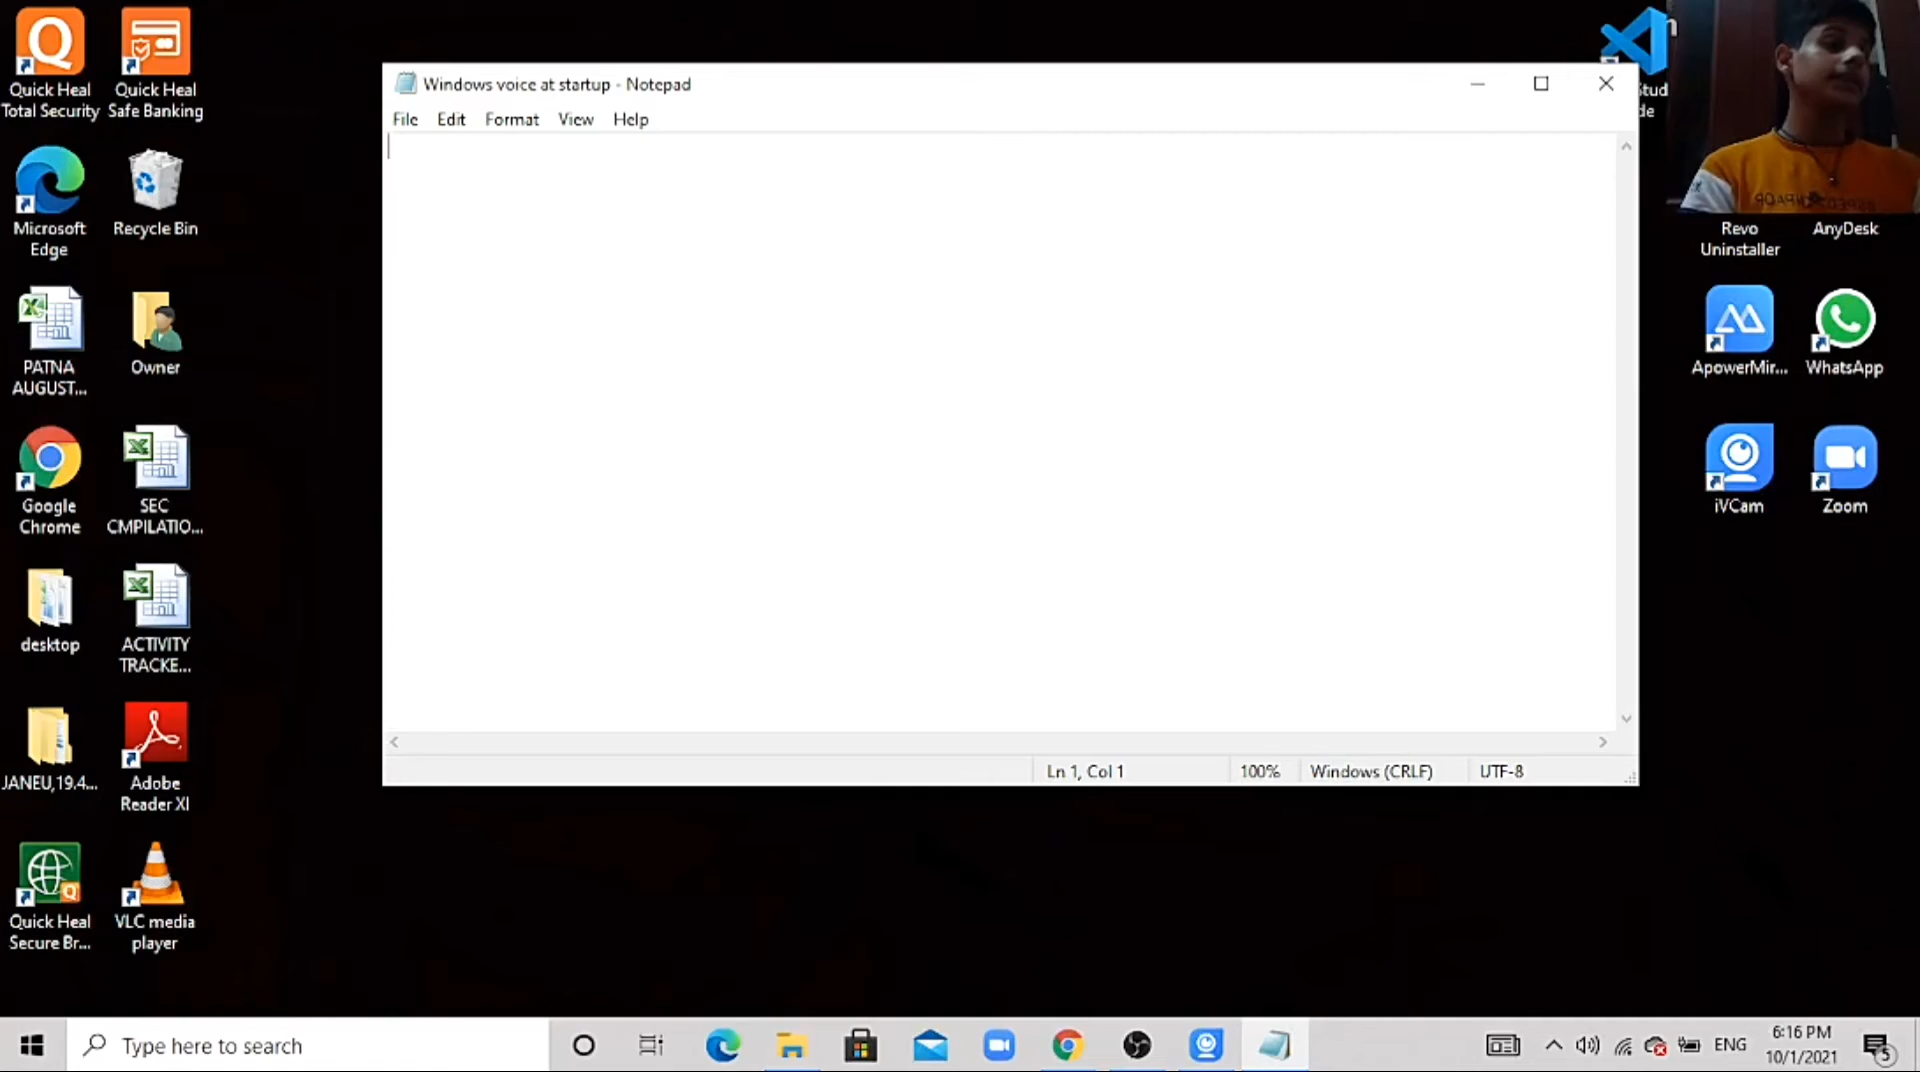 Quick Heal
Total Security
Quick Heal
Safe Banking
Microsoft
Edge
Recycle Bin
PATNA
AUGUST...
Owner
Google
Chrome
SEC
CMPILATIO...
desktop
ACTIVITY
TRACKE...
JANEU,19.4...
Adobe
Reader XI
Quick Heal
Secure Br...
VLC media
player
Windows voice at startup - Notepad
File Edit Format View Help
Ln 1, Col 1 100% Windows (CRLF) UTF-8
Revo
Uninstaller
AnyDesk
ApowerMir...
WhatsApp
iVCam
Zoom
Type here to search
ENG
6:16 PM
10/1/2021
5